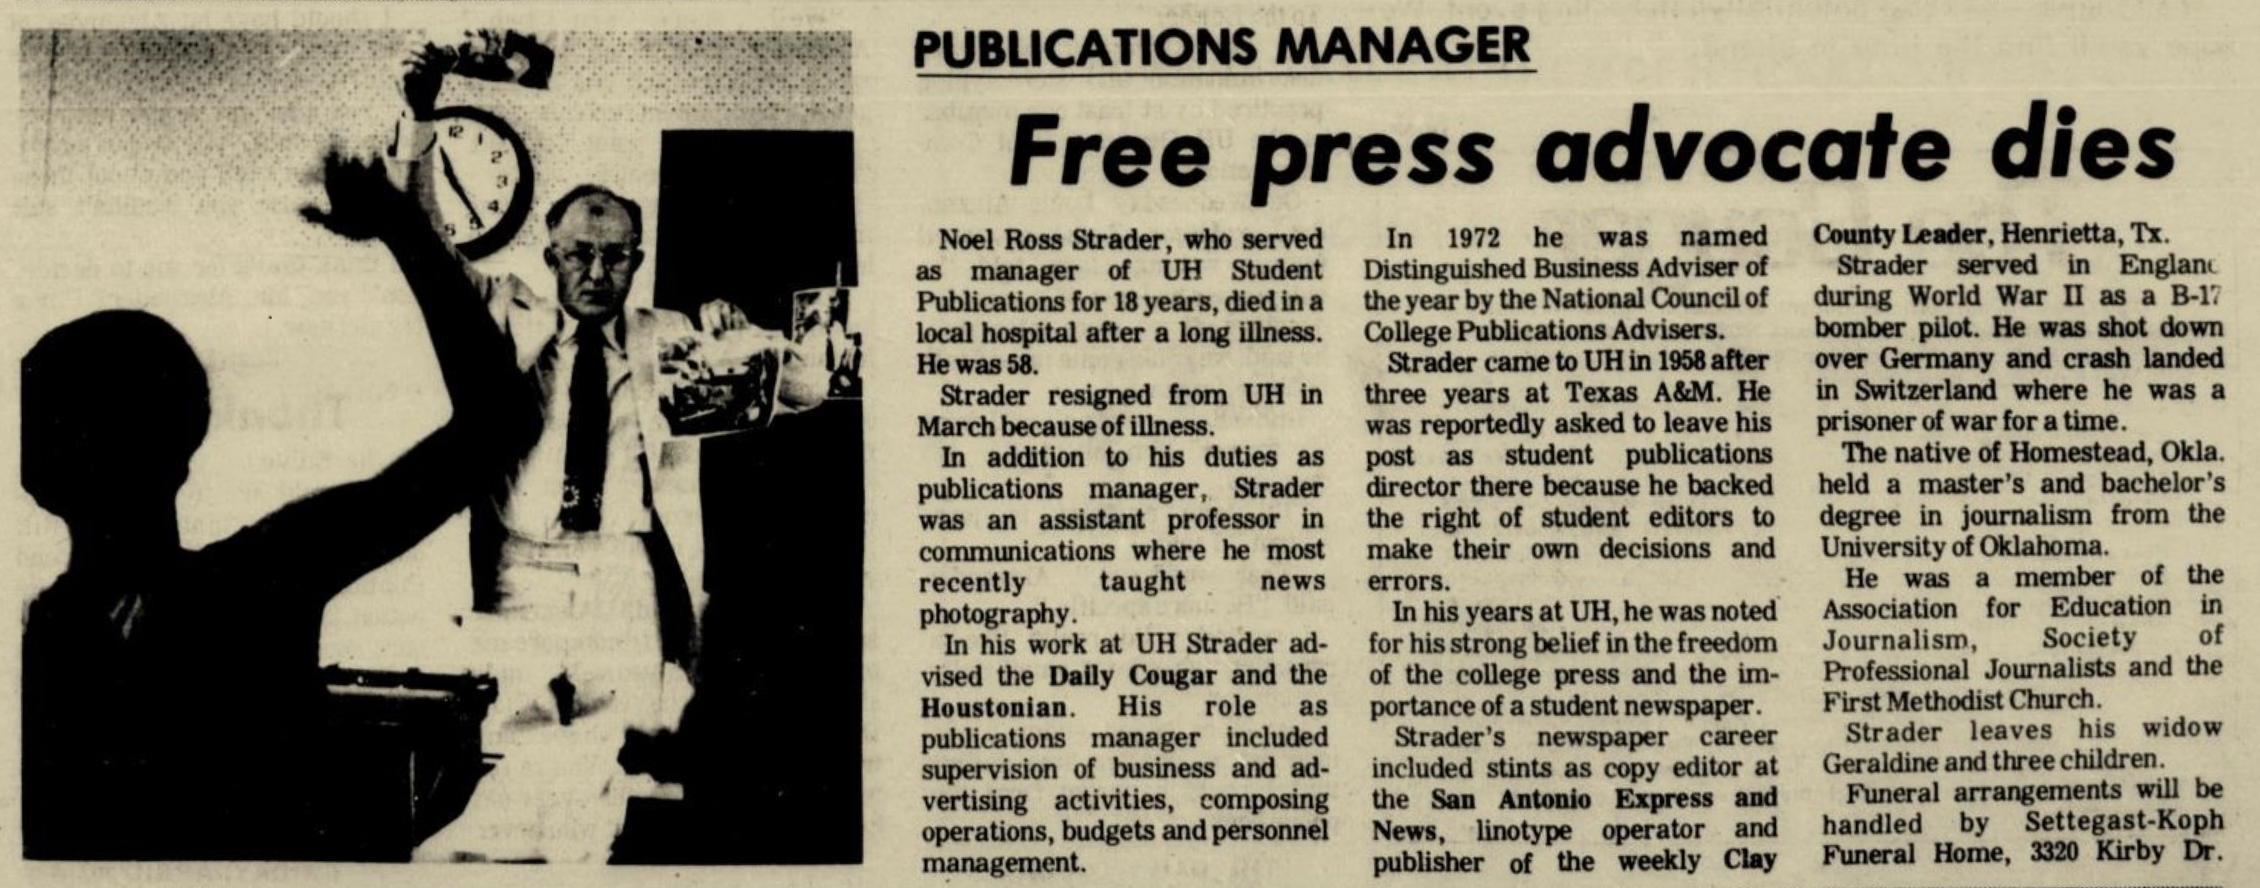 PUBLICATIONS MANAGER
Free press advocate dies
12
1
2
3
4
5
6
Noel Ross Strader, who served
as manager of UH Student
Publications for 18 years, died in a
local hospital after a long illness.
He was 58.
Strader resigned from UH in
March because of illness.
In addition to his duties as
publications manager, Strader
was an assistant professor in
communications where he most
recently taught news
photography.
In his work at UH Strader ad-
vised the Daily Cougar and the
Houstonian. His role as
publications manager included
supervision of business and ad-
vertising activities, composing
operations, budgets and personnel
management.
In 1972 he was named
Distinguished Business Adviser of
the year by the National Council of
College Publications Advisers.
Strader came to UH in 1958 after
three years at Texas A&M. He
was reportedly asked to leave his
post as student publications
director there because he backed
the right of student editors to
make their own decisions and
errors.
In his years at UH, he was noted
for his strong belief in the freedom
of the college press and the im-
portance of a student newspaper.
Strader's newspaper career
included stints as copy editor at
the San Antonio Express and
News, linotype operator and
publisher of the weekly Clay
County Leader, Henrietta, Tx.
Strader served in England
during World War II as a B-17
bomber pilot. He was shot down
over Germany and crash landed
in Switzerland where he was a
prisoner of war for a time.
The native of Homestead, Okla.
held a master's and bachelor's
degree in journalism from the
University of Oklahoma.
He was a member of the
Association for Education in
Journalism, Society of
Professional Journalists and the
First Methodist Church.
Strader leaves his widow
Geraldine and three children.
Funeral arrangements will be
handled by Settegast-Koph
Funeral Home, 3320 Kirby Dr.